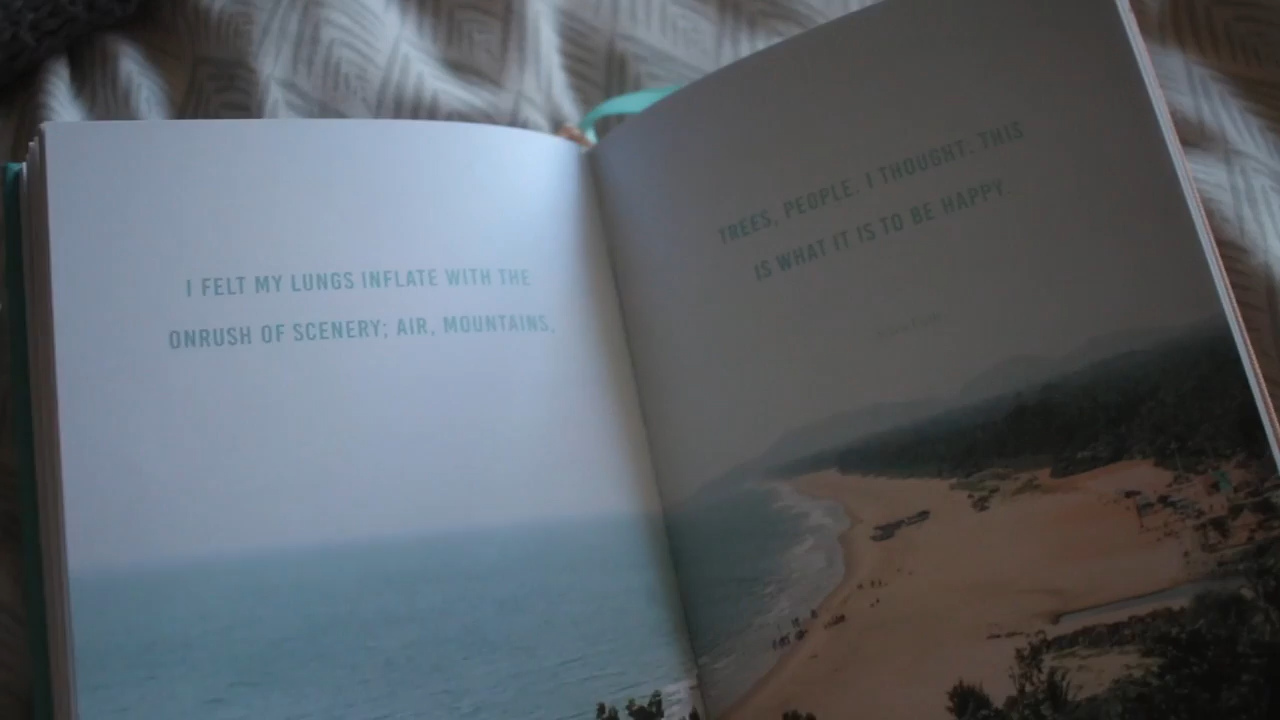 I FELT MY LUNGS INFLATE WITH THE
ONRUSH OF SCENERY; AIR, MOUNTAINS,
TREES, PEOPLE. I THOUGHT. THIS
IS WHAT IT IS TO BE HAPPY.